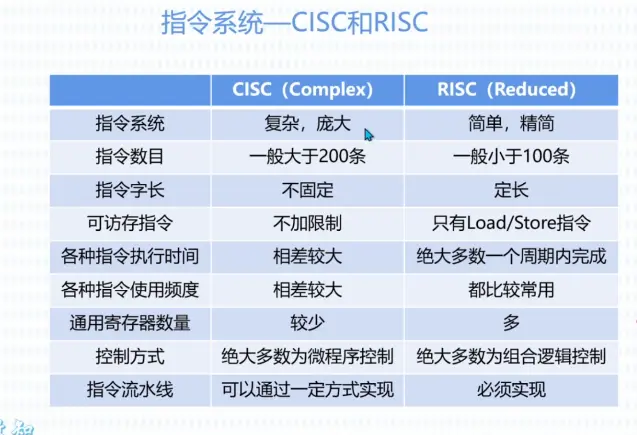 指令系统—CISC和RISC
CISC（Complex） RISC（Reduced）
指令系统 复杂，庞大 简单，精简
指令数目 一般大于200条 一般小于100条
指令字长 不固定 定长
可访存指令 不加限制 只有Load/Store指令
各种指令执行时间 相差较大 绝大多数一个周期内完成
各种指令使用频度 相差较大 都比较常用
通用寄存器数量 较少 多
控制方式 绝大多数为微程序控制 绝大多数为组合逻辑控制
指令流水线 可以通过一定方式实现 必须实现